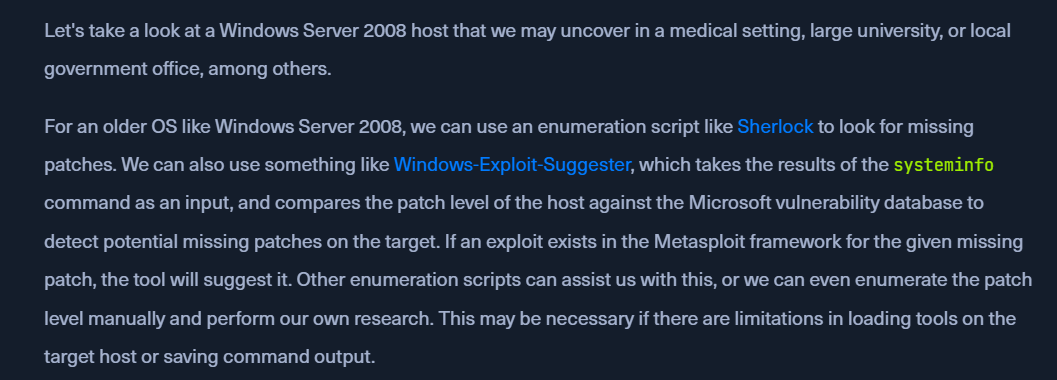 Let's take a look at a Windows Server 2008 host that we may uncover in a medical setting, large university, or local
government office, among others.
For an older OS like Windows Server 2008, we can use an enumeration script like Sherlock to look for missing
patches. We can also use something like Windows-Exploit-Suggester, which takes the results of the systeminfo
command as an input, and compares the patch level of the host against the Microsoft vulnerability database to
detect potential missing patches on the target. If an exploit exists in the Metasploit framework for the given missing
patch, the tool will suggest it. Other enumeration scripts can assist us with this, or we can even enumerate the patch
level manually and perform our own research. This may be necessary if there are limitations in loading tools on the
target host or saving command output.